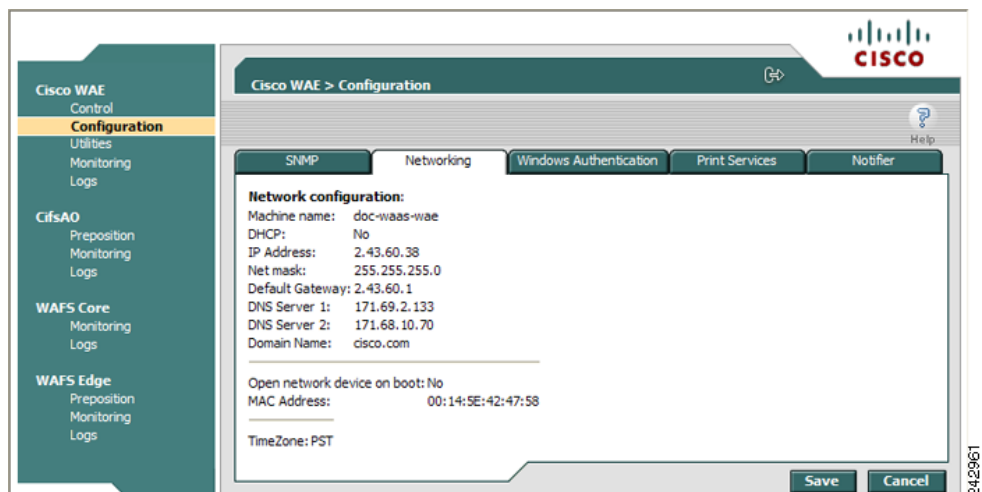 CISCO
Cisco WAE
Control
Configuration
Utilities
Monitoring
Logs
CifsAO
Preposition
Monitoring
Logs
WAFS Core
Monitoring
Logs
WAFS Edge
Preposition
Monitoring
Logs
Cisco WAE > Configuration
Help
SNMP Networking Windows Authentication Print Services Notifier
Network configuration:
Machine name: doc-waas-wae
DHCP: No
IP Address: 2.43.60.38
Net mask: 255.255.255.0
Default Gateway: 2.43.60.1
DNS Server 1: 171.69.2.133
DNS Server 2: 171.68.10.70
Domain Name: cisco.com
Open network device on boot: No
MAC Address: 00:14:5E:42:47:58
TimeZone: PST
Save Cancel
242961